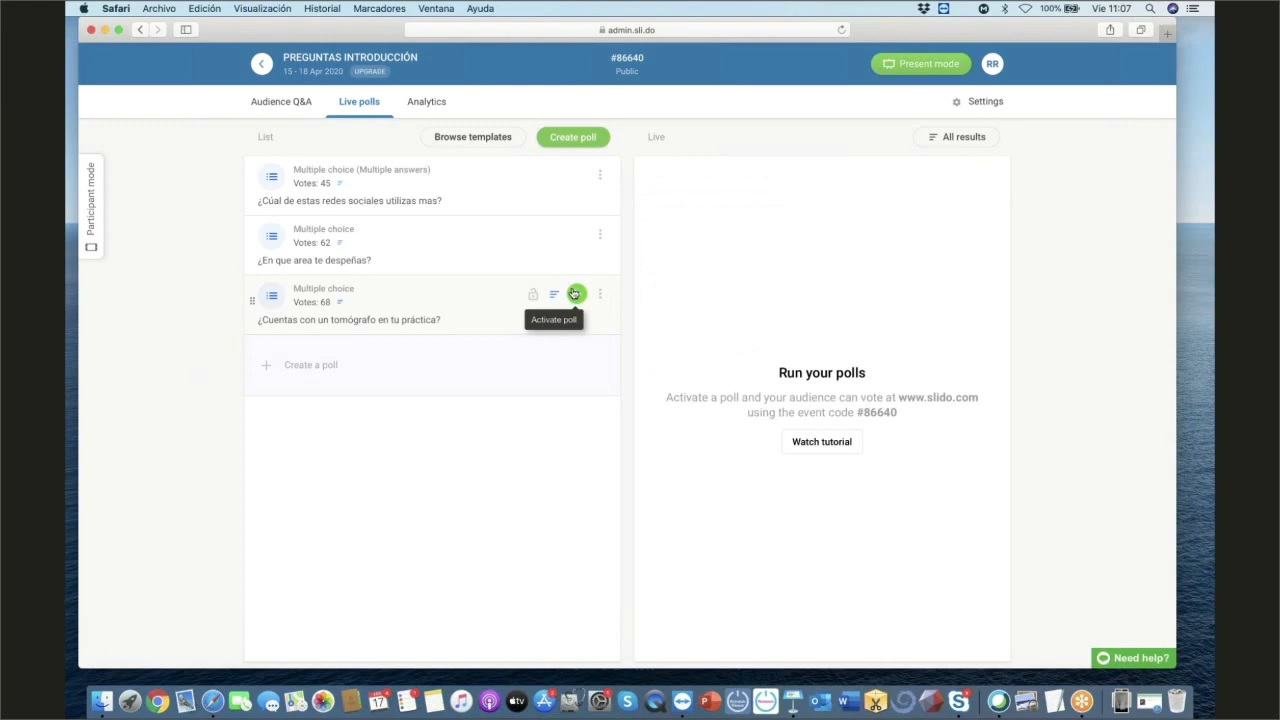 Safari Archivo Edición Visualización Historial Marcadores Ventana Ayuda 100% Vie 11:07
admin.sli.do
PREGUNTAS INTRODUCCIÓN
15 - 18 Apr 2020 UPGRADE
#86640
Public
Present mode
RR
Audience Q&A Live polls Analytics Settings
Participant mode
List Browse templates Create poll
Live All results
Multiple choice (Multiple answers)
Votes: 45
¿Cúal de estas redes sociales utilizas mas?
Multiple choice
Votes: 62
¿En que area te despeñas?
Multiple choice
Votes: 68
¿Cuentas con un tomógrafo en tu práctica?
Activate poll
Create a poll
Run your polls
Activate a poll and your audience can vote at www.slido.com
using the event code #86640
Watch tutorial
Need help?
17
tv